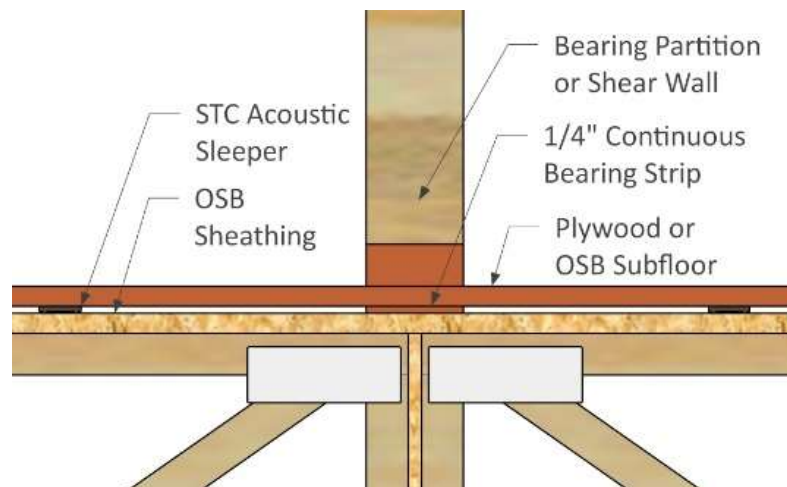 STC Acoustic
Sleeper
OSB
Sheathing
Bearing Partition
or Shear Wall
1/4" Continuous
Bearing Strip
Plywood or
OSB Subfloor